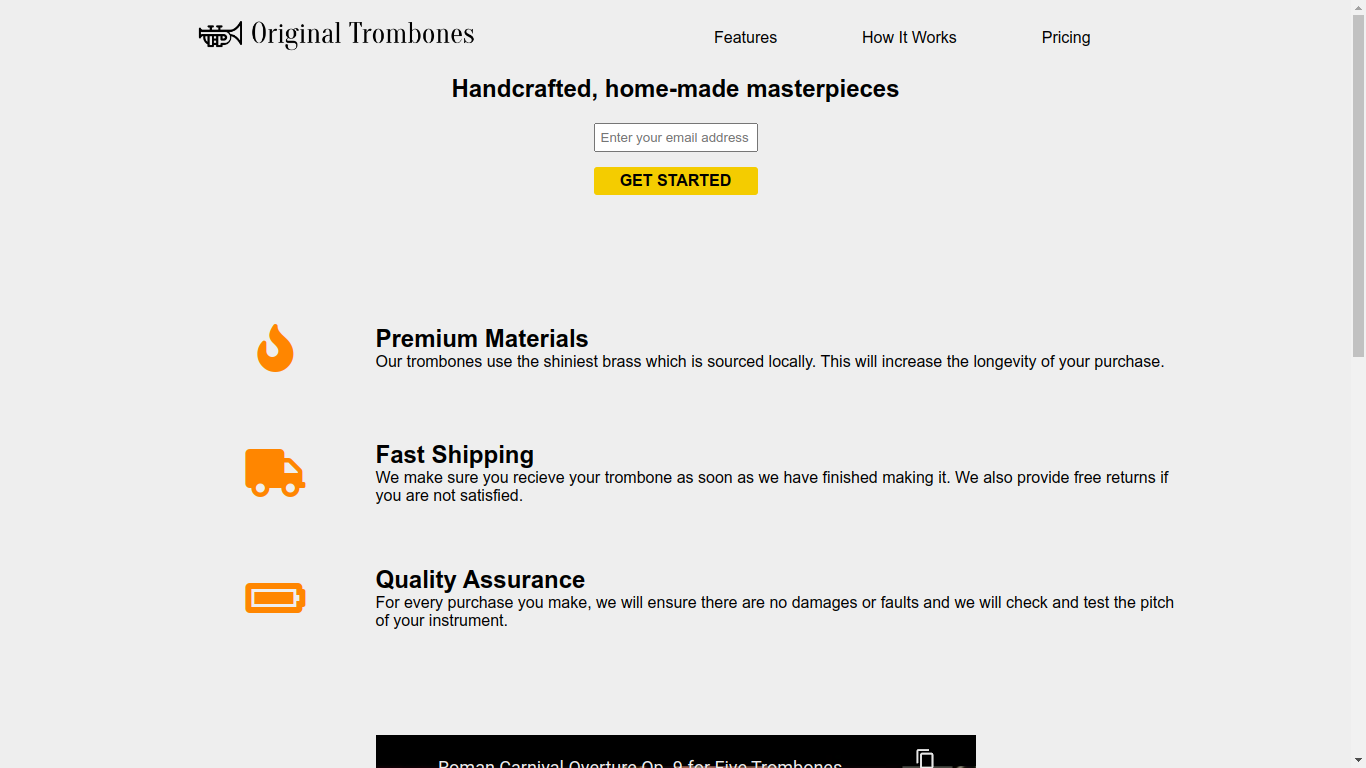 Original Trombones
Features
How It Works
Pricing
Handcrafted, home-made masterpieces
Enter your email address
GET STARTED
Premium Materials
Our trombones use the shiniest brass which is sourced locally. This will increase the longevity of your purchase.
Fast Shipping
We make sure you recieve your trombone as soon as we have finished making it. We also provide free returns if
you are not satisfied.
Quality Assurance
For every purchase you make, we will ensure there are no damages or faults and we will check and test the pitch
of your instrument.
Roman Carnival Overture Op. 9 for Five Trombones